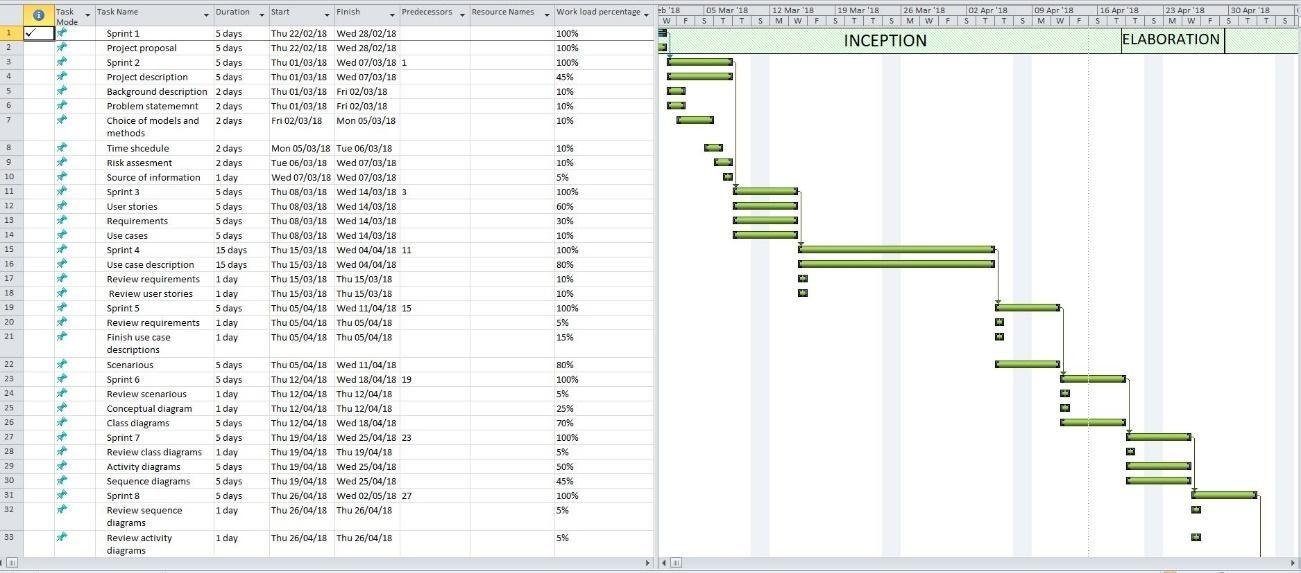 Task Mode Task Name Duration Start Finish Predecessors Resource Names Work load percentage
1 Sprint 1 5 days Thu 22/02/18 Wed 28/02/18 100%
2 Project proposal 5 days Thu 22/02/18 Wed 28/02/18 100%
3 Sprint 2 5 days Thu 01/03/18 Wed 07/03/18 1 100%
4 Project description 5 days Thu 01/03/18 Wed 07/03/18 45%
5 Background description 2 days Thu 01/03/18 Fri 02/03/18 10%
6 Problem statememnt 2 days Thu 01/03/18 Fri 02/03/18 10%
7 Choice of models and methods 2 days Fri 02/03/18 Mon 05/03/18 10%
8 Time shcedule 2 days Mon 05/03/18 Tue 06/03/18 10%
9 Risk assesment 2 days Tue 06/03/18 Wed 07/03/18 10%
10 Source of information 1 day Wed 07/03/18 Wed 07/03/18 5%
11 Sprint 3 5 days Thu 08/03/18 Wed 14/03/18 3 100%
12 User stories 5 days Thu 08/03/18 Wed 14/03/18 60%
13 Requirements 5 days Thu 08/03/18 Wed 14/03/18 30%
14 Use cases 5 days Thu 08/03/18 Wed 14/03/18 10%
15 Sprint 4 15 days Thu 15/03/18 Wed 04/04/18 11 100%
16 Use case description 15 days Thu 15/03/18 Wed 04/04/18 80%
17 Review requirements 1 day Thu 15/03/18 Thu 15/03/18 10%
18 Review user stories 1 day Thu 15/03/18 Thu 15/03/18 10%
19 Sprint 5 5 days Thu 05/04/18 Wed 11/04/18 15 100%
20 Review requirements 1 day Thu 05/04/18 Thu 05/04/18 5%
21 Finish use case descriptions 1 day Thu 05/04/18 Thu 05/04/18 15%
22 Scenarious 5 days Thu 05/04/18 Wed 11/04/18 80%
23 Sprint 6 5 days Thu 12/04/18 Wed 18/04/18 19 100%
24 Review scenarious 1 day Thu 12/04/18 Thu 12/04/18 5%
25 Conceptual diagram 1 day Thu 12/04/18 Thu 12/04/18 25%
26 Class diagrams 5 days Thu 12/04/18 Wed 18/04/18 70%
27 Sprint 7 5 days Thu 19/04/18 Wed 25/04/18 23 100%
28 Review class diagrams 1 day Thu 19/04/18 Thu 19/04/18 5%
29 Activity diagrams 5 days Thu 19/04/18 Wed 25/04/18 50%
30 Sequence diagrams 5 days Thu 19/04/18 Wed 25/04/18 45%
31 Sprint 8 5 days Thu 26/04/18 Wed 02/05/18 27 100%
32 Review sequence diagrams 1 day Thu 26/04/18 Thu 26/04/18 5%
33 Review activity diagrams 1 day Thu 26/04/18 Thu 26/04/18 5%
eb '18 05 Mar '18 12 Mar '18 19 Mar '18 26 Mar '18 02 Apr '18 09 Apr '18 16 Apr '18 23 Apr '18 30 Apr '18
W F S T T S M W F S T T S M W F S T T S M W F S T T S M W F S T T S
INCEPTION ELABORATION